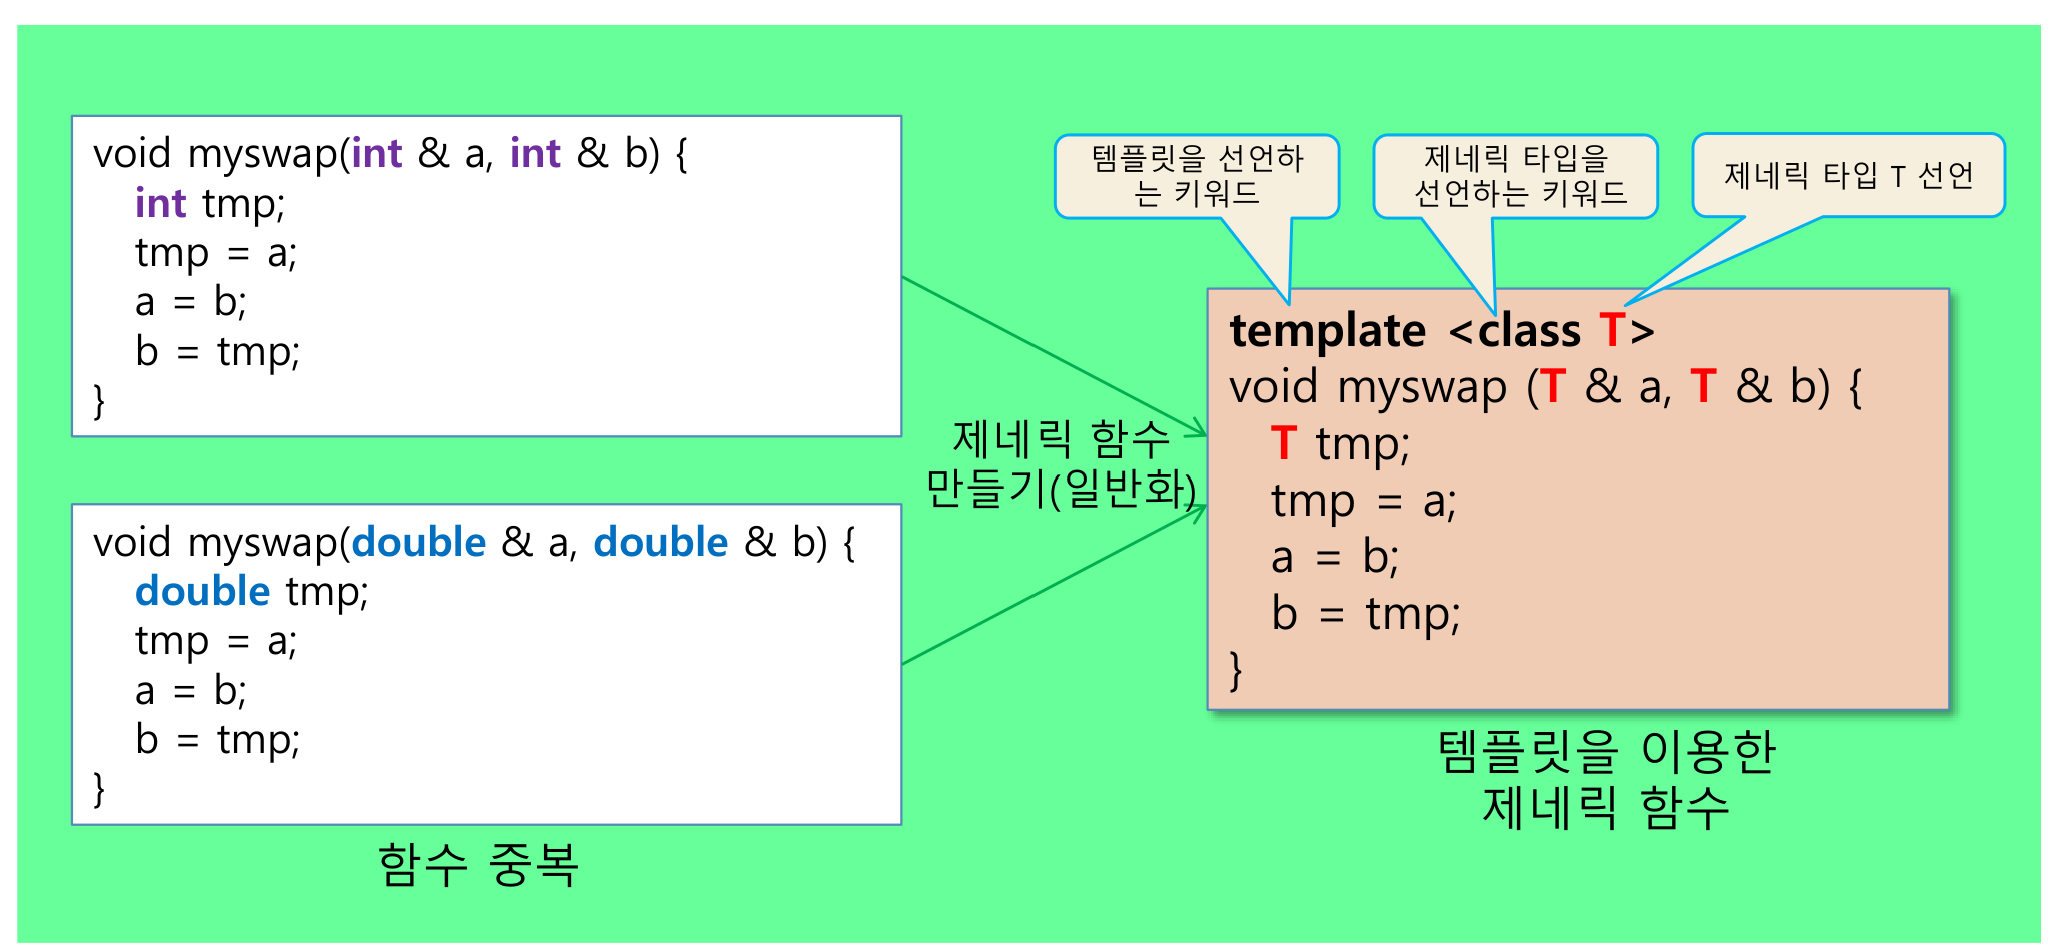 void myswap(int & a, int & b) {
int tmp;
tmp = a;
a = b;
b = tmp;
}
void myswap(double & a, double & b) {
double tmp;
tmp = a;
a = b;
b = tmp;
}
함수 중복
제네릭 함수
만들기(일반화)
템플릿을 선언하
는 키워드
제네릭 타입을
선언하는 키워드
제네릭 타입 T 선언
template <class T>
void myswap (T & a, T & b) {
T tmp;
tmp = a;
a = b;
b = tmp;
}
템플릿을 이용한
제네릭 함수